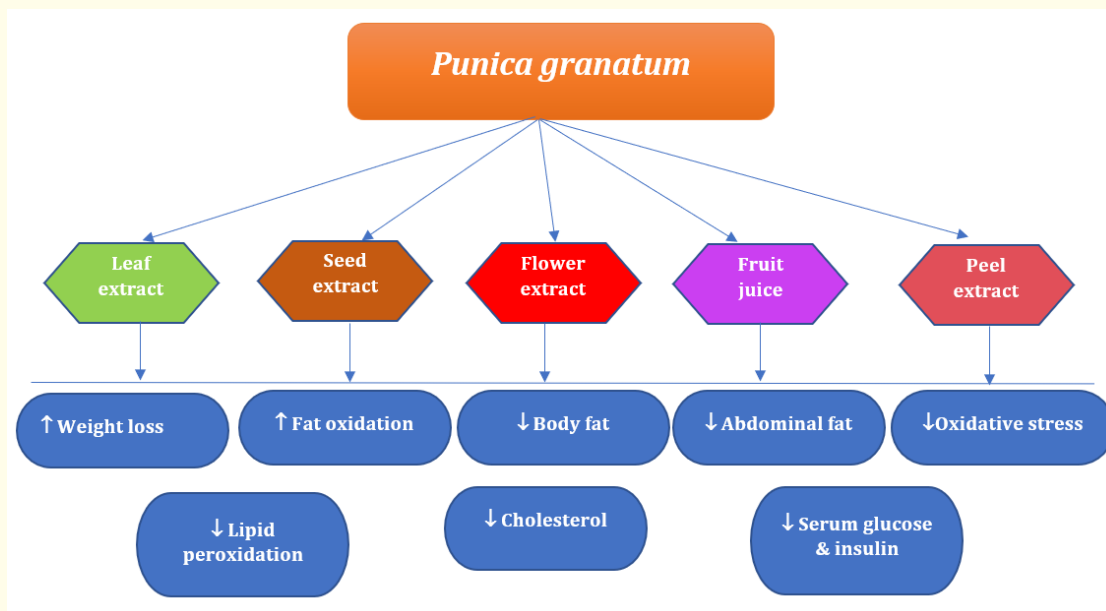 Punica granatum
Leaf
extract
Seed
extract
Flower
extract
Fruit
juice
Peel
extract
↑ Weight loss
↑ Fat oxidation
↓ Body fat
↓ Abdominal fat
↓Oxidative stress
↓ Lipid
peroxidation
↓ Cholesterol
↓ Serum glucose
& insulin